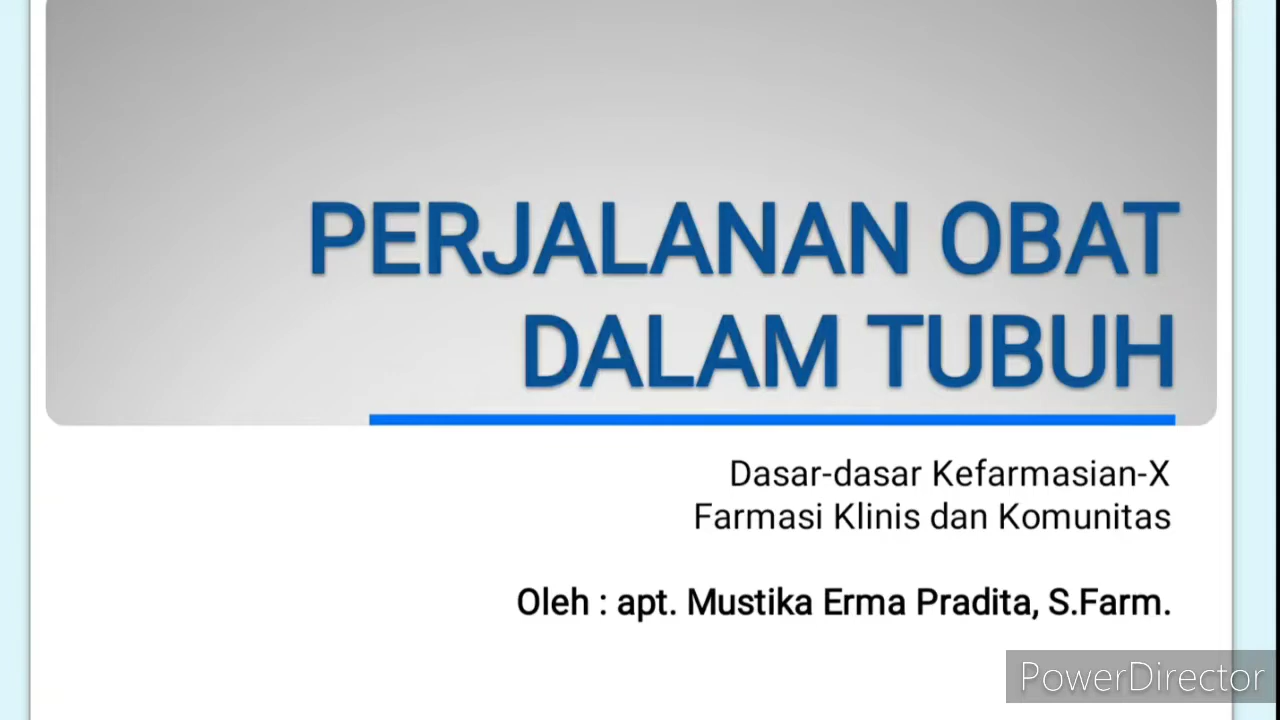 PERJALANAN OBAT
DALAM TUBUH
Dasar-dasar Kefarmasian-X
Farmasi Klinis dan Komunitas
Oleh : apt. Mustika Erma Pradita, S.Farm.
PowerDirector